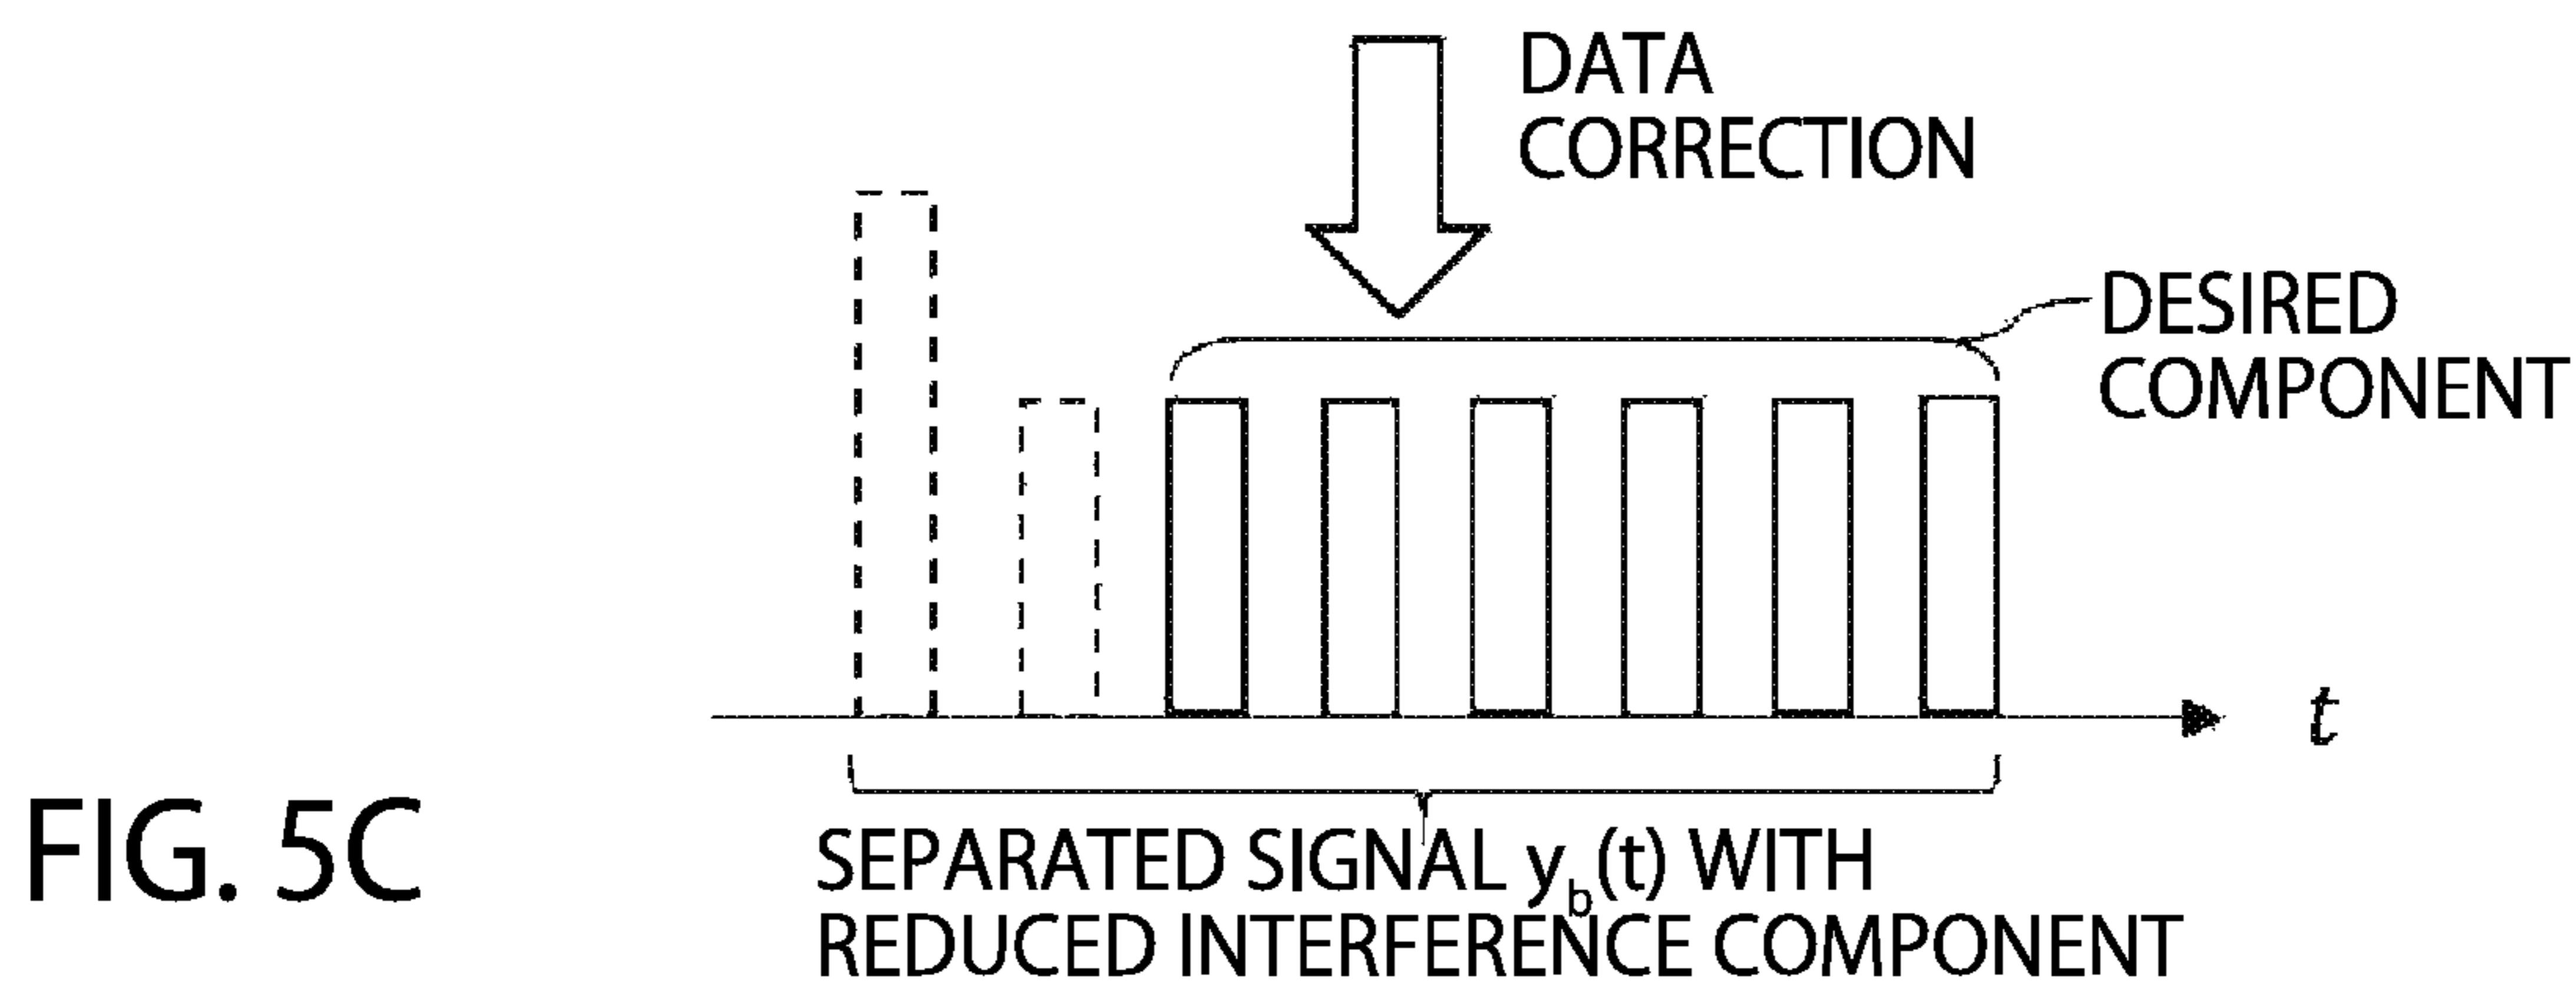 DATA
CORRECTION
DESIRED
COMPONENT
t
FIG. 5C
SEPARATED SIGNAL y_b(t) WITH
REDUCED INTERFERENCE COMPONENT